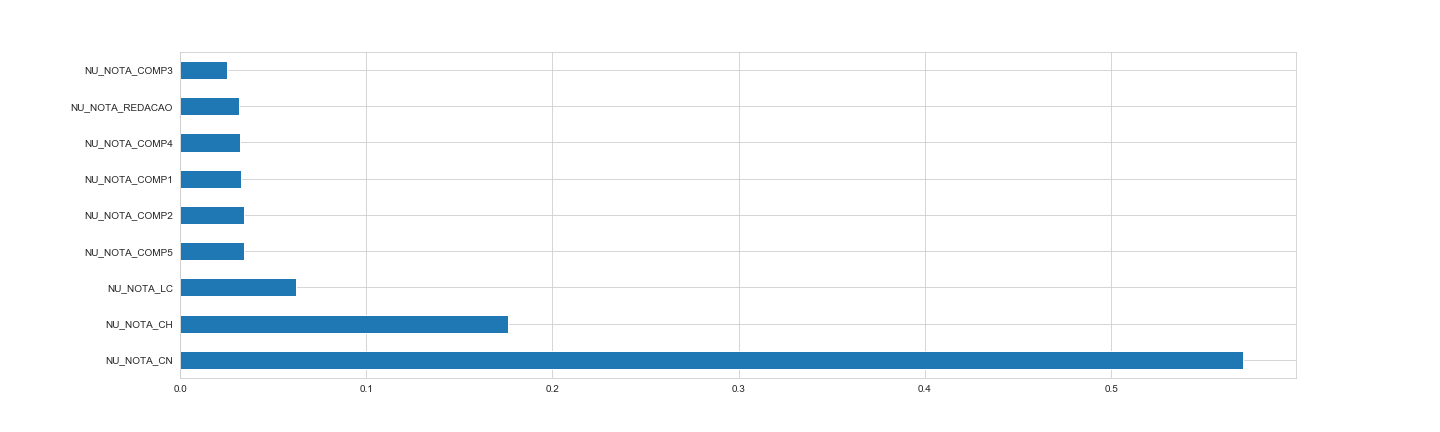 NU_NOTA_COMP3
NU_NOTA_REDACAO
NU_NOTA_COMP4
NU_NOTA_COMP1
NU_NOTA_COMP2
NU_NOTA_COMP5
NU_NOTA_LC
NU_NOTA_CH
NU_NOTA_CN
0.0 0.1 0.2 0.3 0.4 0.5